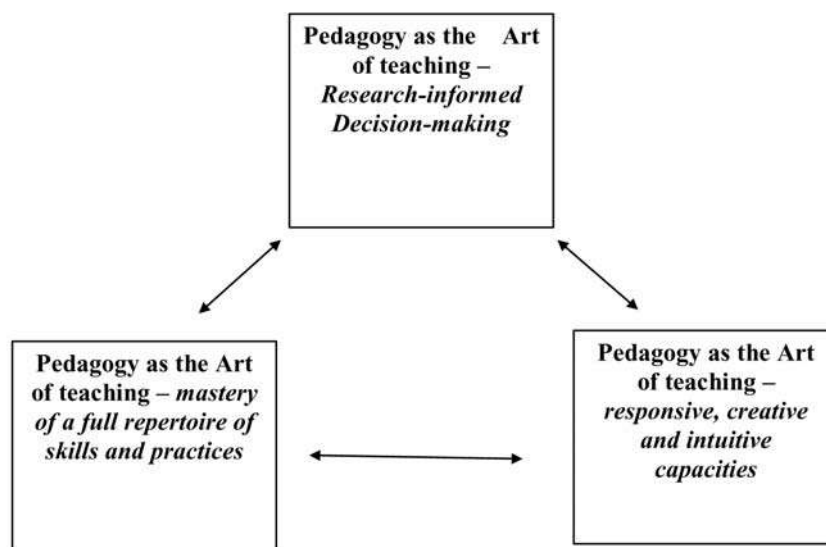 Pedagogy as the Art
of teaching –
Research-informed
Decision-making
Pedagogy as the Art
of teaching – mastery
of a full repertoire of
skills and practices
Pedagogy as the Art
of teaching –
responsive, creative
and intuitive
capacities